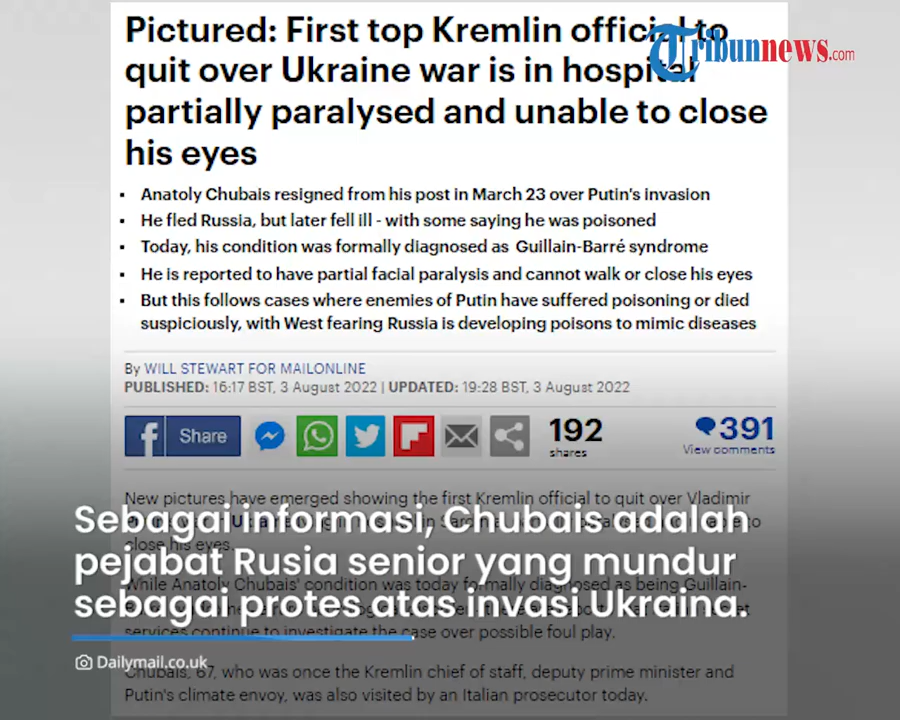 Pictured: First top Kremlin official to
Tribunnews.com
quit over Ukraine war is in hospital
partially paralysed and unable to close
his eyes
Anatoly Chubais resigned from his post in March 23 over Putin's invasion
He fled Russia, but later fell ill - with some saying he was poisoned
Today, his condition was formally diagnosed as Guillain-Barré syndrome
He is reported to have partial facial paralysis and cannot walk or close his eyes
But this follows cases where enemies of Putin have suffered poisoning or died
suspiciously, with West fearing Russia is developing poisons to mimic diseases
By WILL STEWART FOR MAILONLINE
PUBLISHED: 16:17 BST, 3 August 2022 | UPDATED: 19:28 BST, 3 August 2022
Share
192
shares
391
View comments
New pictures have emerged showing the first Kremlin official to quit over Vladimir
close his eyes.
Sebagai informasi, Chubais adalah
pejabat Rusia senior yang mundur
sebagai protes atas invasi Ukraina.
While Anatoly Chubais' condition was today formally diagnosed as being Guillain-
services continue to investigate the case over possible foul play.
Dailymail.co.uk
Chubais, 67, who was once the Kremlin chief of staff, deputy prime minister and
Putin's climate envoy, was also visited by an Italian prosecutor today.